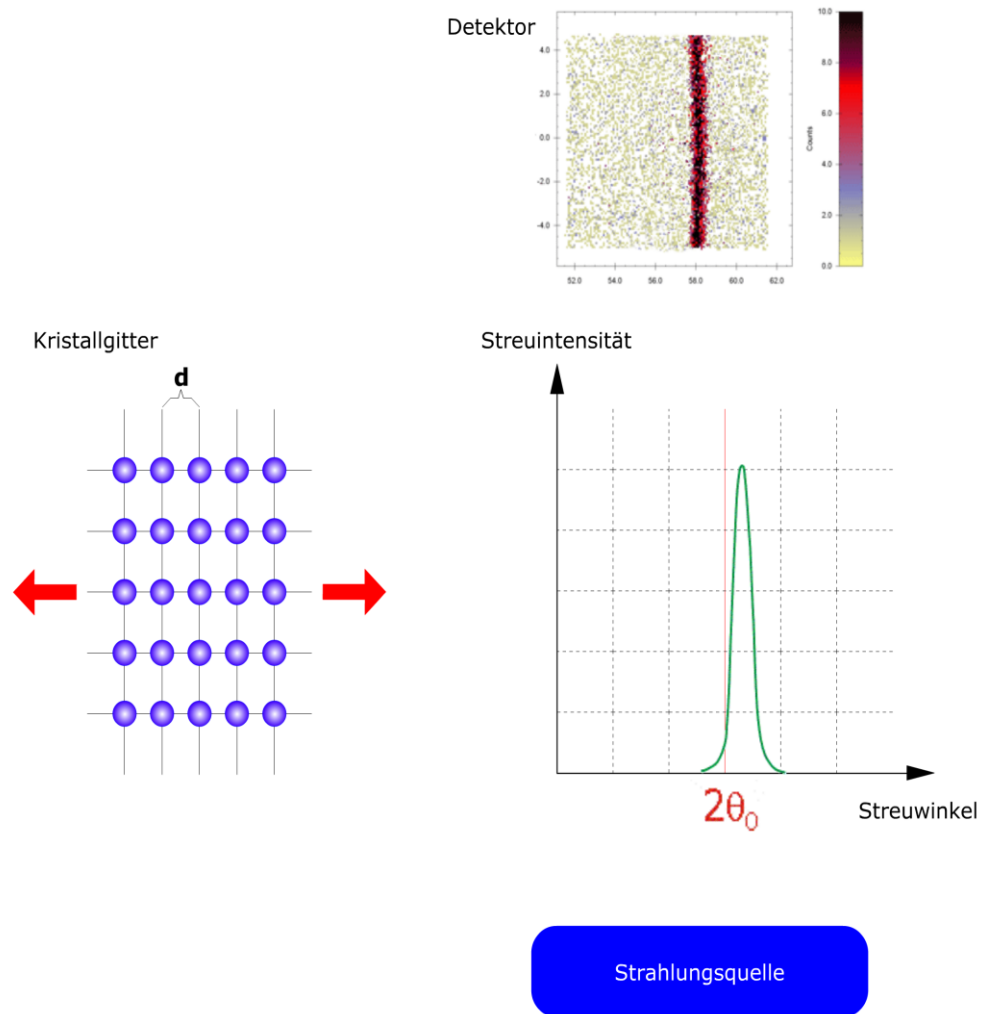 Detektor
10.0
4.0
8.0
2.0
6.0
0.0
Counts
4.0
-2.0
2.0
-4.0
0.0
52.0 54.0 56.0 58.0 60.0 62.0
Kristallgitter
Streuintensität
d
2θ0
Streuwinkel
Strahlungsquelle